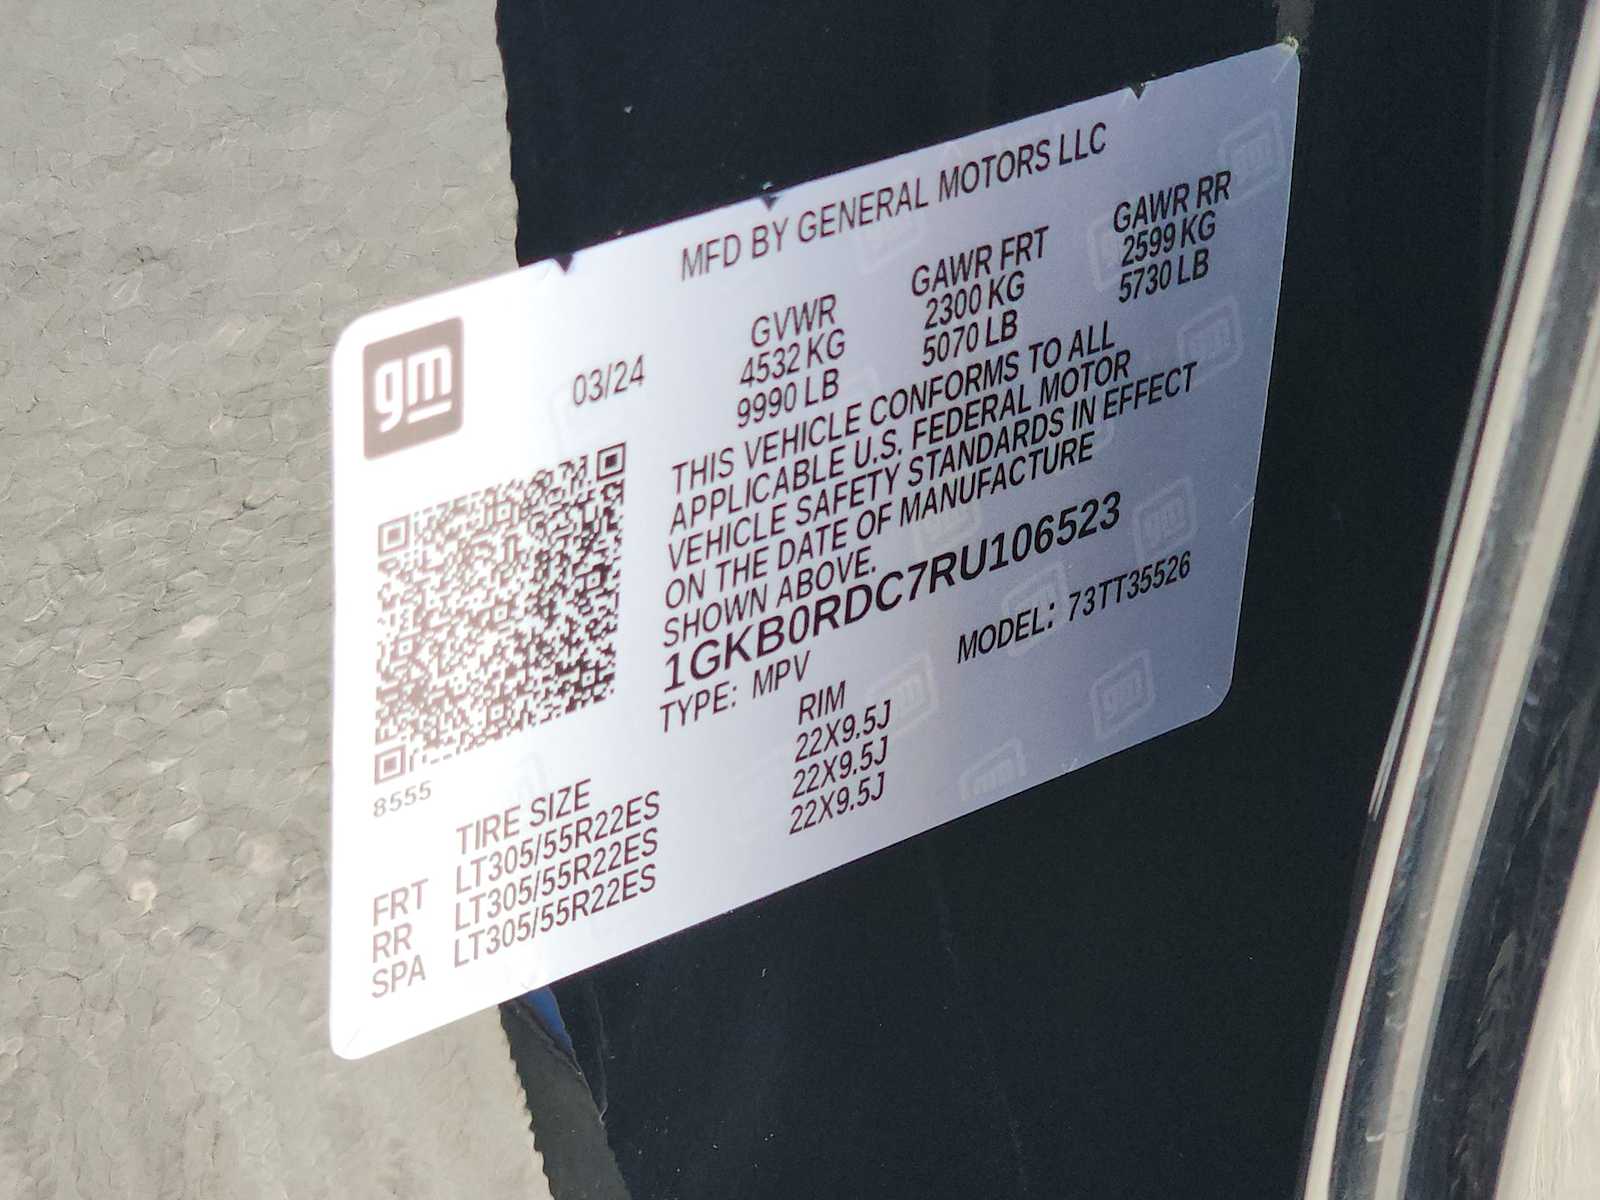 MFD BY GENERAL MOTORS LLC
gm
03/24
GVWR GAWR FRT GAWR RR
4532 KG 2300 KG 2599 KG
9990 LB 5070 LB 5730 LB
THIS VEHICLE CONFORMS TO ALL
APPLICABLE U.S. FEDERAL MOTOR
VEHICLE SAFETY STANDARDS IN EFFECT
ON THE DATE OF MANUFACTURE
SHOWN ABOVE.
1GKB0RDC7RU106523
TYPE: MPV MODEL: 73TT35526
8555
TIRE SIZE RIM
FRT LT305/55R22ES 22X9.5J
RR LT305/55R22ES 22X9.5J
SPA LT305/55R22ES 22X9.5J